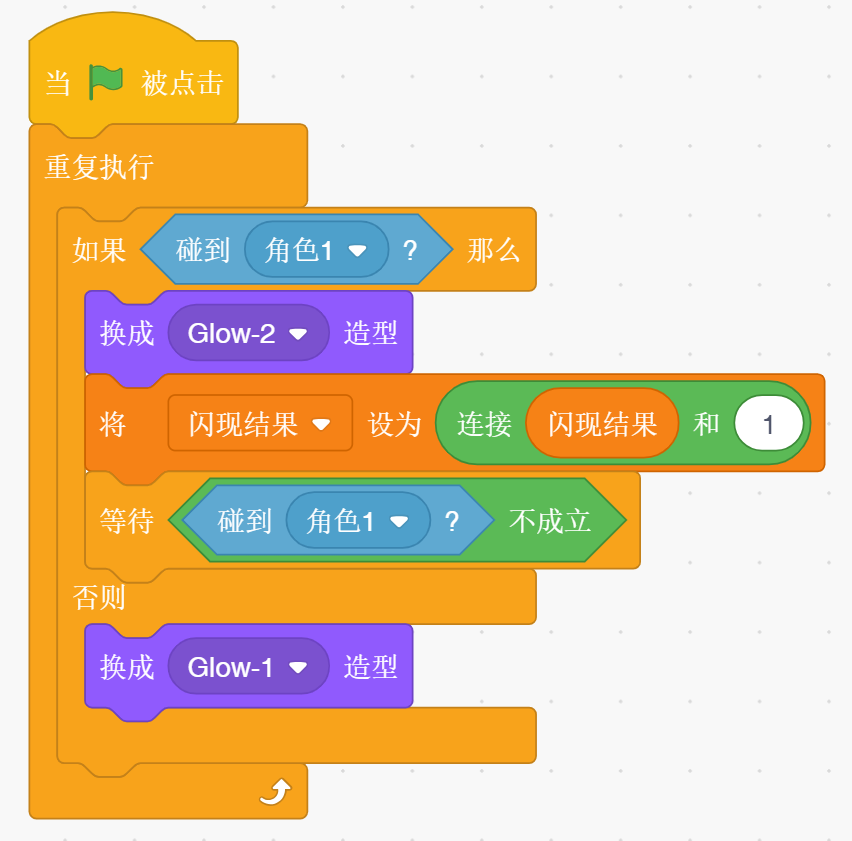 当 被点击
重复执行
如果 碰到 角色1 ? 那么
换成 Glow-2 造型
将 闪现结果 设为 连接 闪现结果 和 1
等待 碰到 角色1 ? 不成立
否则
换成 Glow-1 造型